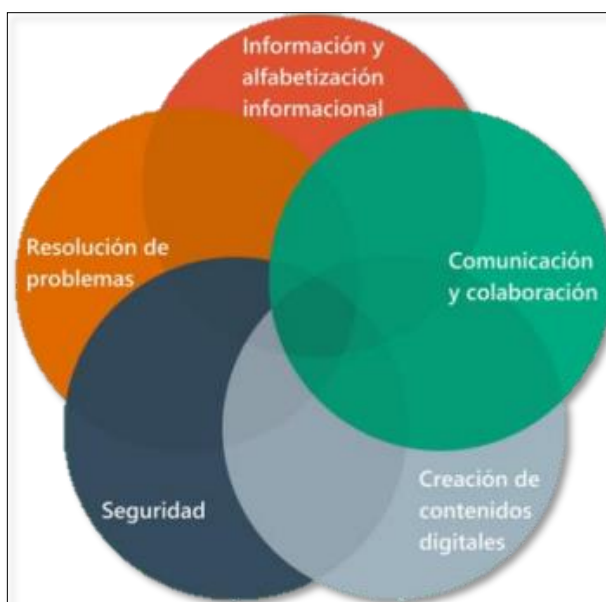 Información y
alfabetización
informacional
Resolución de
problemas
Comunicación
y colaboración
Seguridad
Creación de
contenidos
digitales